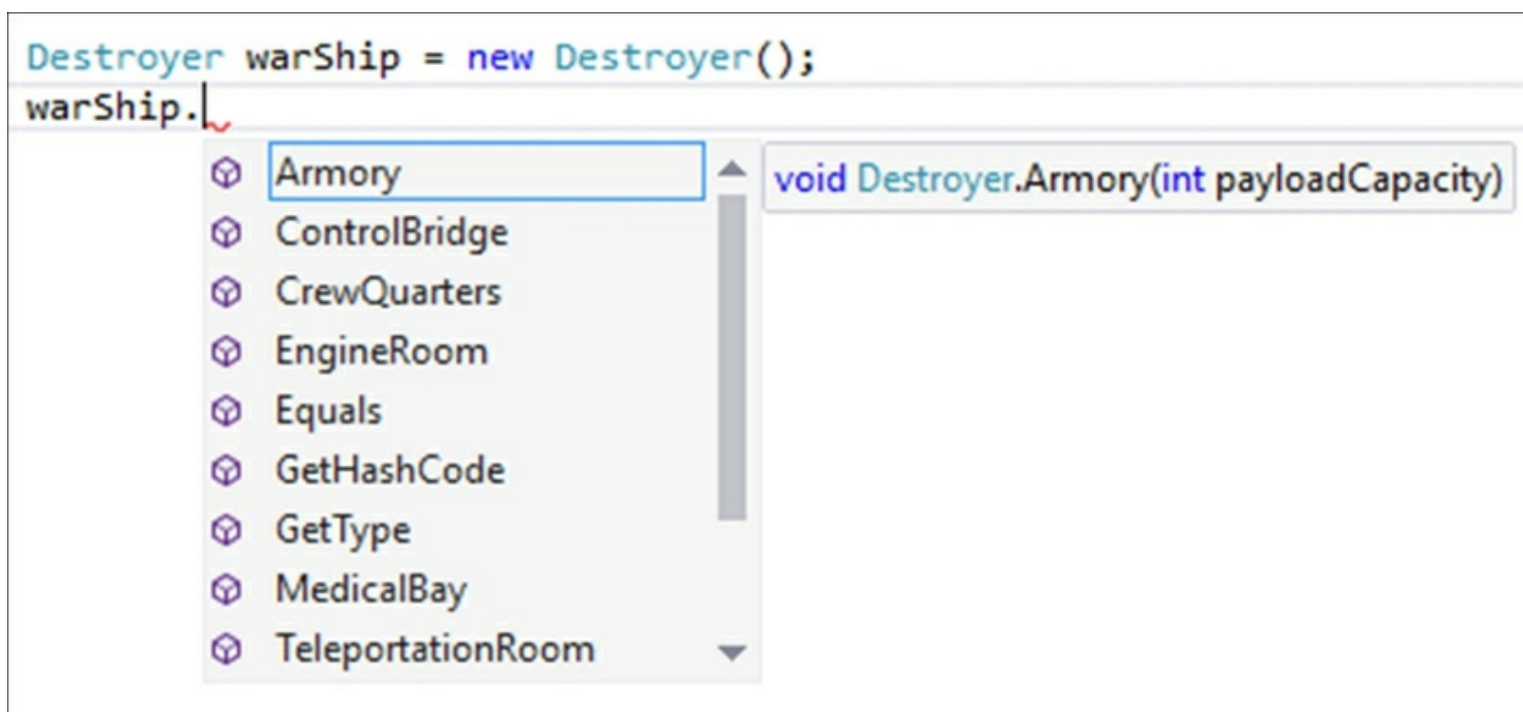 Destroyer warShip = new Destroyer();
warShip.
Armory
void Destroyer.Armory(int payloadCapacity)
ControlBridge
CrewQuarters
EngineRoom
Equals
GetHashCode
GetType
MedicalBay
TeleportationRoom